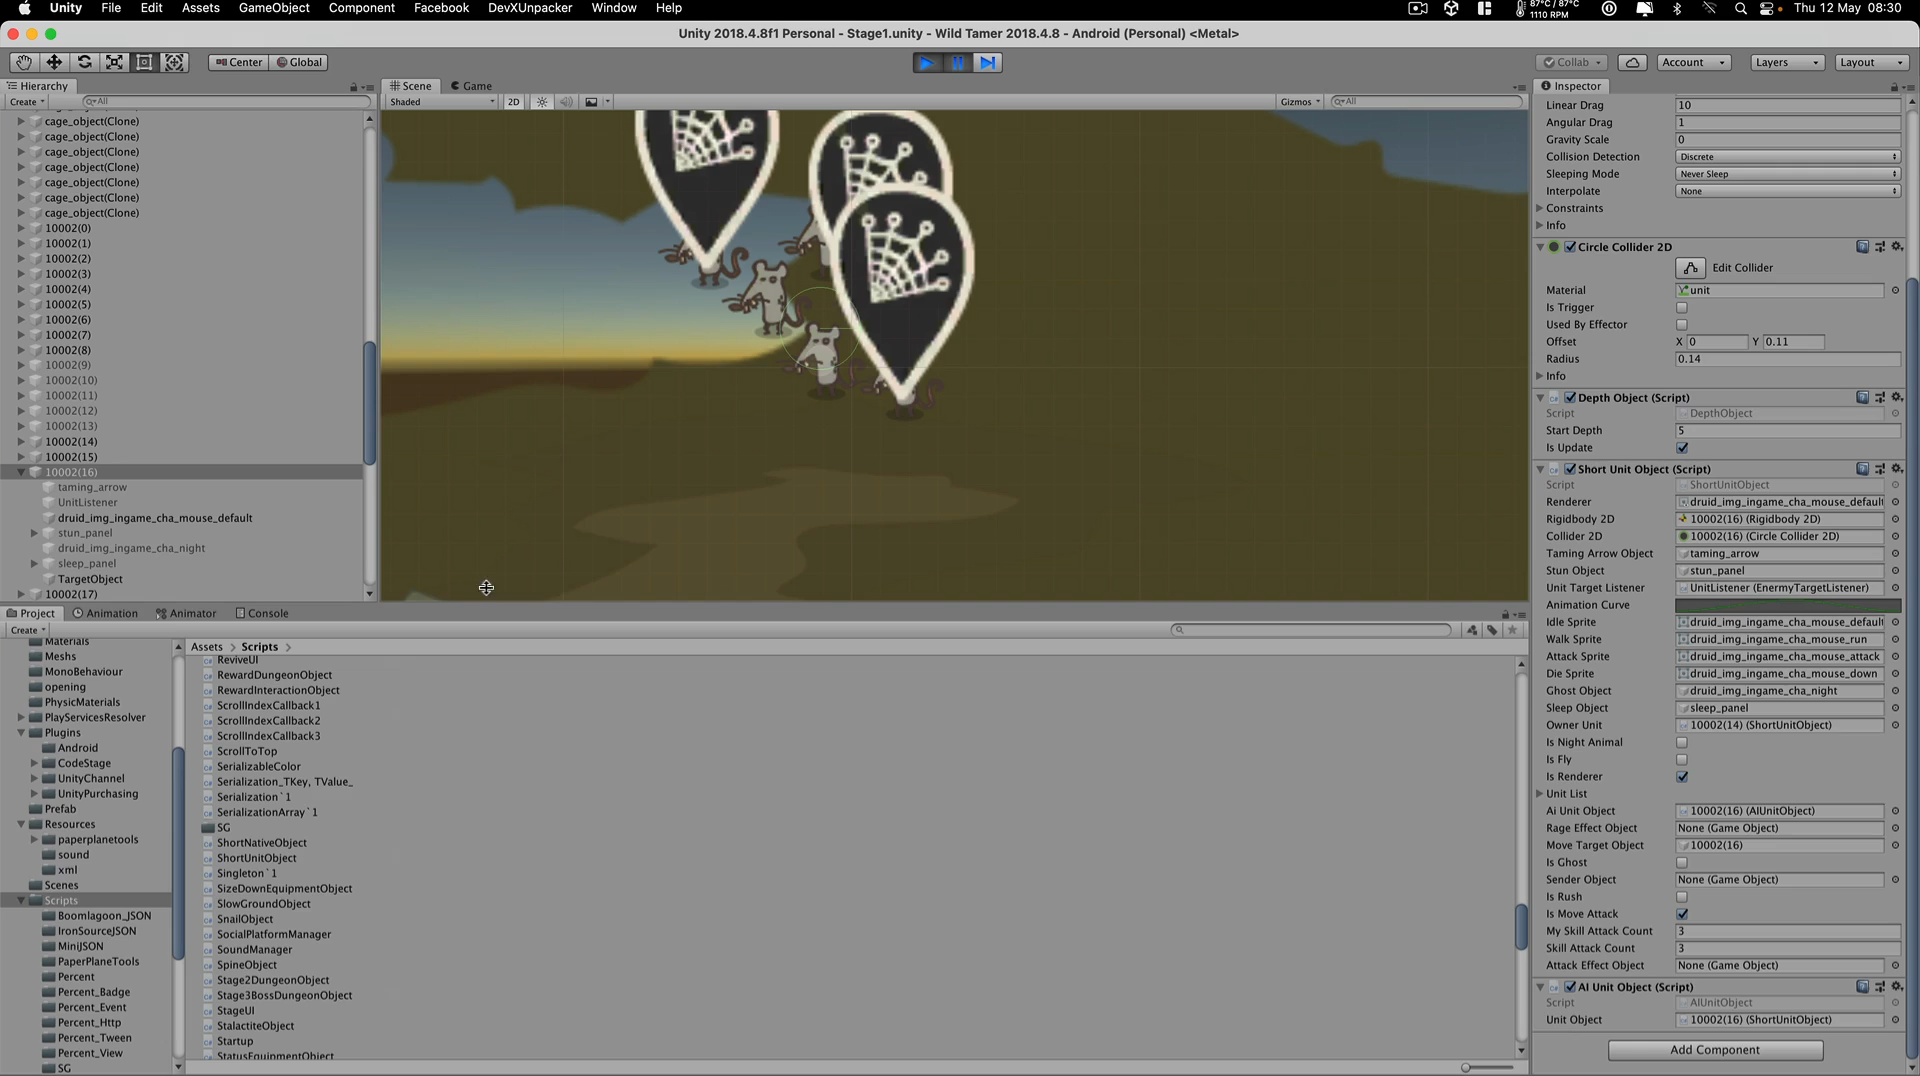 Unity File Edit Assets GameObject Component Facebook DevXUnpacker Window Help 87°C / 87°C 1110 RPM Thu 12 May 08:30
Unity 2018.4.8f1 Personal - Stage1.unity - Wild Tamer 2018.4.8 - Android (Personal) <Metal>
Center Global Collab Account Layers Layout
Hierarchy
Create All
cage_object(Clone)
cage_object(Clone)
cage_object(Clone)
cage_object(Clone)
cage_object(Clone)
cage_object(Clone)
cage_object(Clone)
10002(0)
10002(1)
10002(2)
10002(3)
10002(4)
10002(5)
10002(6)
10002(7)
10002(8)
10002(9)
10002(10)
10002(11)
10002(12)
10002(13)
10002(14)
10002(15)
10002(16)
taming_arrow
UnitListener
druid_img_ingame_cha_mouse_default
stun_panel
druid_img_ingame_cha_night
sleep_panel
TargetObject
10002(17)
Scene Game
Shaded 2D Gizmos All
Inspector
Linear Drag 10
Angular Drag 1
Gravity Scale 0
Collision Detection Discrete
Sleeping Mode Never Sleep
Interpolate None
Constraints
Info
Circle Collider 2D
Edit Collider
Material unit
Is Trigger
Used By Effector
Offset X 0 Y 0.11
Radius 0.14
Info
Depth Object (Script)
Script DepthObject
Start Depth 5
Is Update
Short Unit Object (Script)
Script ShortUnitObject
Renderer druid_img_ingame_cha_mouse_default
Rigidbody 2D 10002(16) (Rigidbody 2D)
Collider 2D 10002(16) (Circle Collider 2D)
Taming Arrow Object taming_arrow
Stun Object stun_panel
Unit Target Listener UnitListener (EnermyTargetListener)
Animation Curve
Idle Sprite druid_img_ingame_cha_mouse_default
Walk Sprite druid_img_ingame_cha_mouse_run
Attack Sprite druid_img_ingame_cha_mouse_attack
Die Sprite druid_img_ingame_cha_mouse_down
Ghost Object druid_img_ingame_cha_night
Sleep Object sleep_panel
Owner Unit 10002(14) (ShortUnitObject)
Is Night Animal
Is Fly
Is Renderer
Unit List
Ai Unit Object 10002(16) (AIUnitObject)
Rage Effect Object None (Game Object)
Move Target Object 10002(16)
Is Ghost
Sender Object None (Game Object)
Is Rush
Is Move Attack
My Skill Attack Count 3
Skill Attack Count 3
Attack Effect Object None (Game Object)
AI Unit Object (Script)
Script AIUnitObject
Unit Object 10002(16) (ShortUnitObject)
Add Component
Project Animation Animator Console
Create
Materials
Meshs
MonoBehaviour
opening
PhysicMaterials
PlayServicesResolver
Plugins
Android
CodeStage
UnityChannel
UnityPurchasing
Prefab
Resources
paperplanetools
sound
xml
Scenes
Scripts
Boomlagoon_JSON
IronSourceJSON
MiniJSON
PaperPlaneTools
Percent
Percent_Badge
Percent_Event
Percent_Http
Percent_Tween
Percent_View
SG
Assets Scripts
ReviveUI
RewardDungeonObject
RewardInteractionObject
ScrollIndexCallback1
ScrollIndexCallback2
ScrollIndexCallback3
ScrollToTop
SerializableColor
Serialization_TKey, TValue_
Serialization`1
SerializationArray`1
SG
ShortNativeObject
ShortUnitObject
Singleton`1
SizeDownEquipmentObject
SlowGroundObject
SnailObject
SocialPlatformManager
SoundManager
SpineObject
Stage2DungeonObject
Stage3BossDungeonObject
StageUI
StalactiteObject
Startup
StatusEquipmentObject